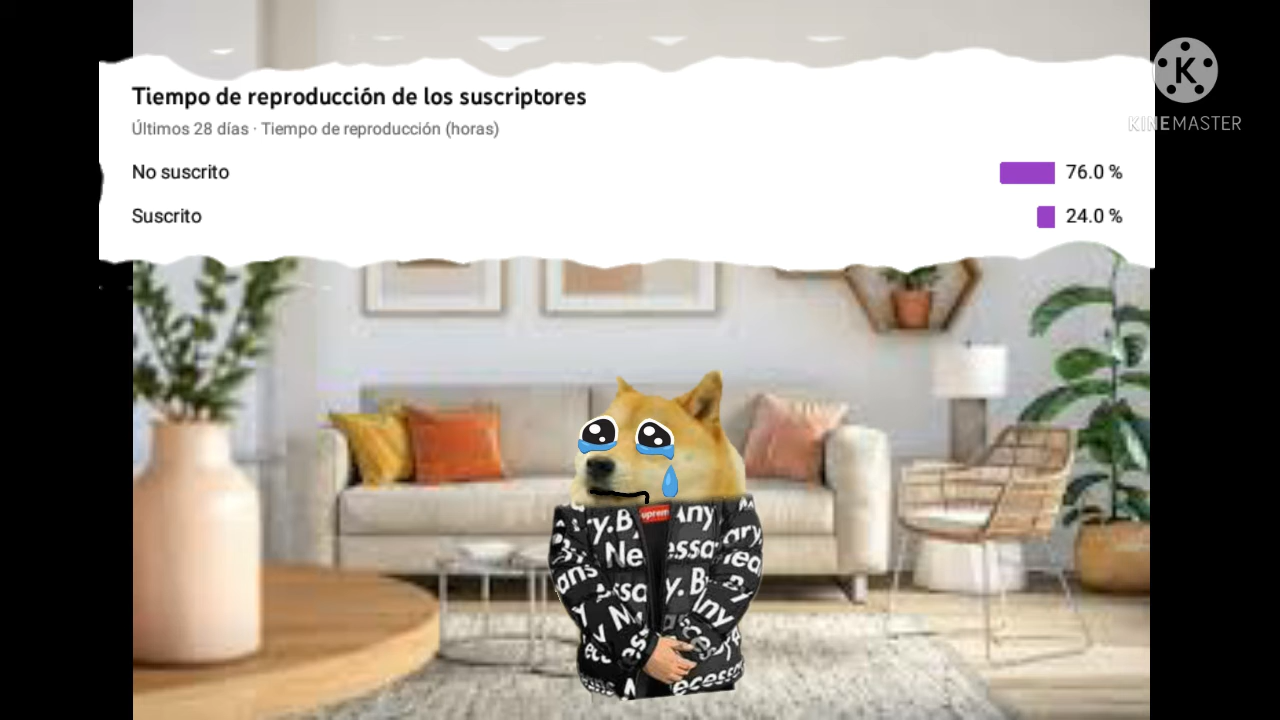 Tiempo de reproducción de los suscriptores
Últimos 28 días · Tiempo de reproducción (horas)
No suscrito 76.0 %
Suscrito 24.0 %
KINEMASTER